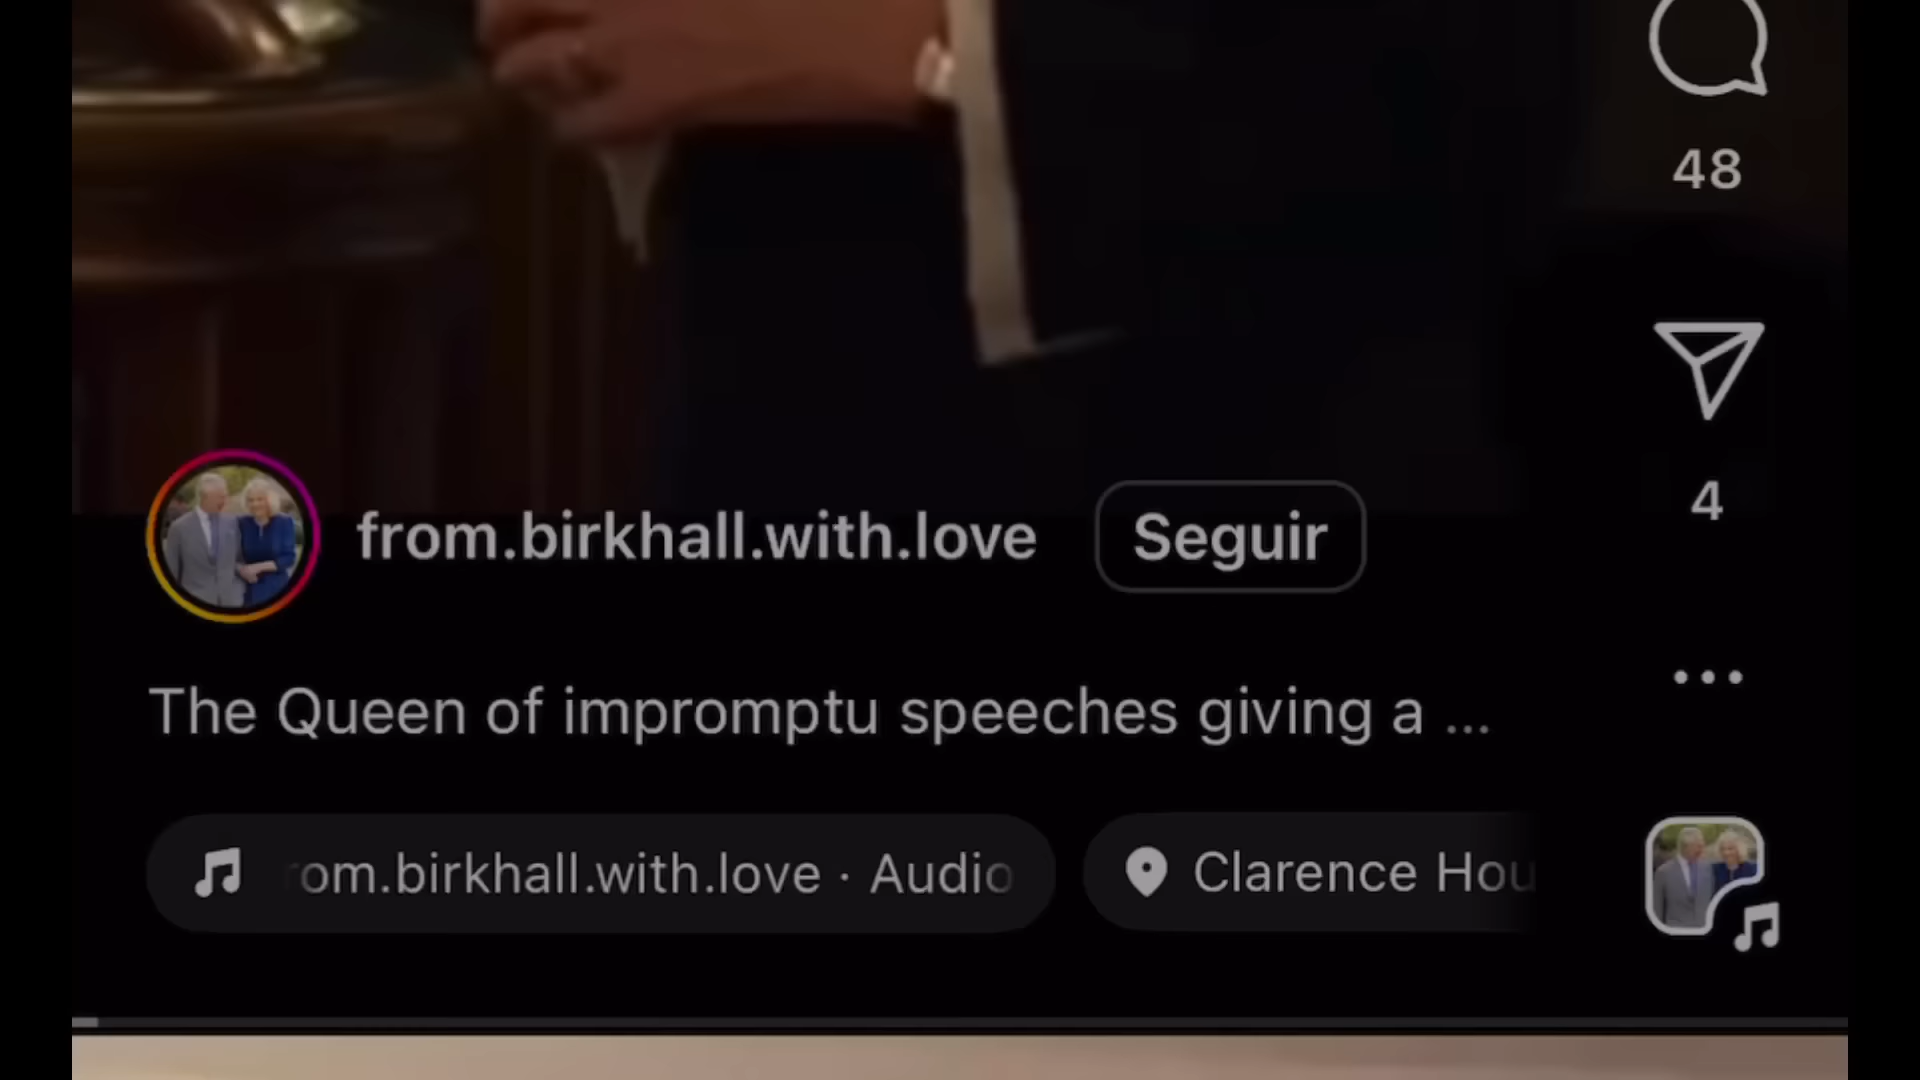 48
4
from.birkhall.with.love Seguir
The Queen of impromptu speeches giving a ...
om.birkhall.with.love · Audio Clarence Hou